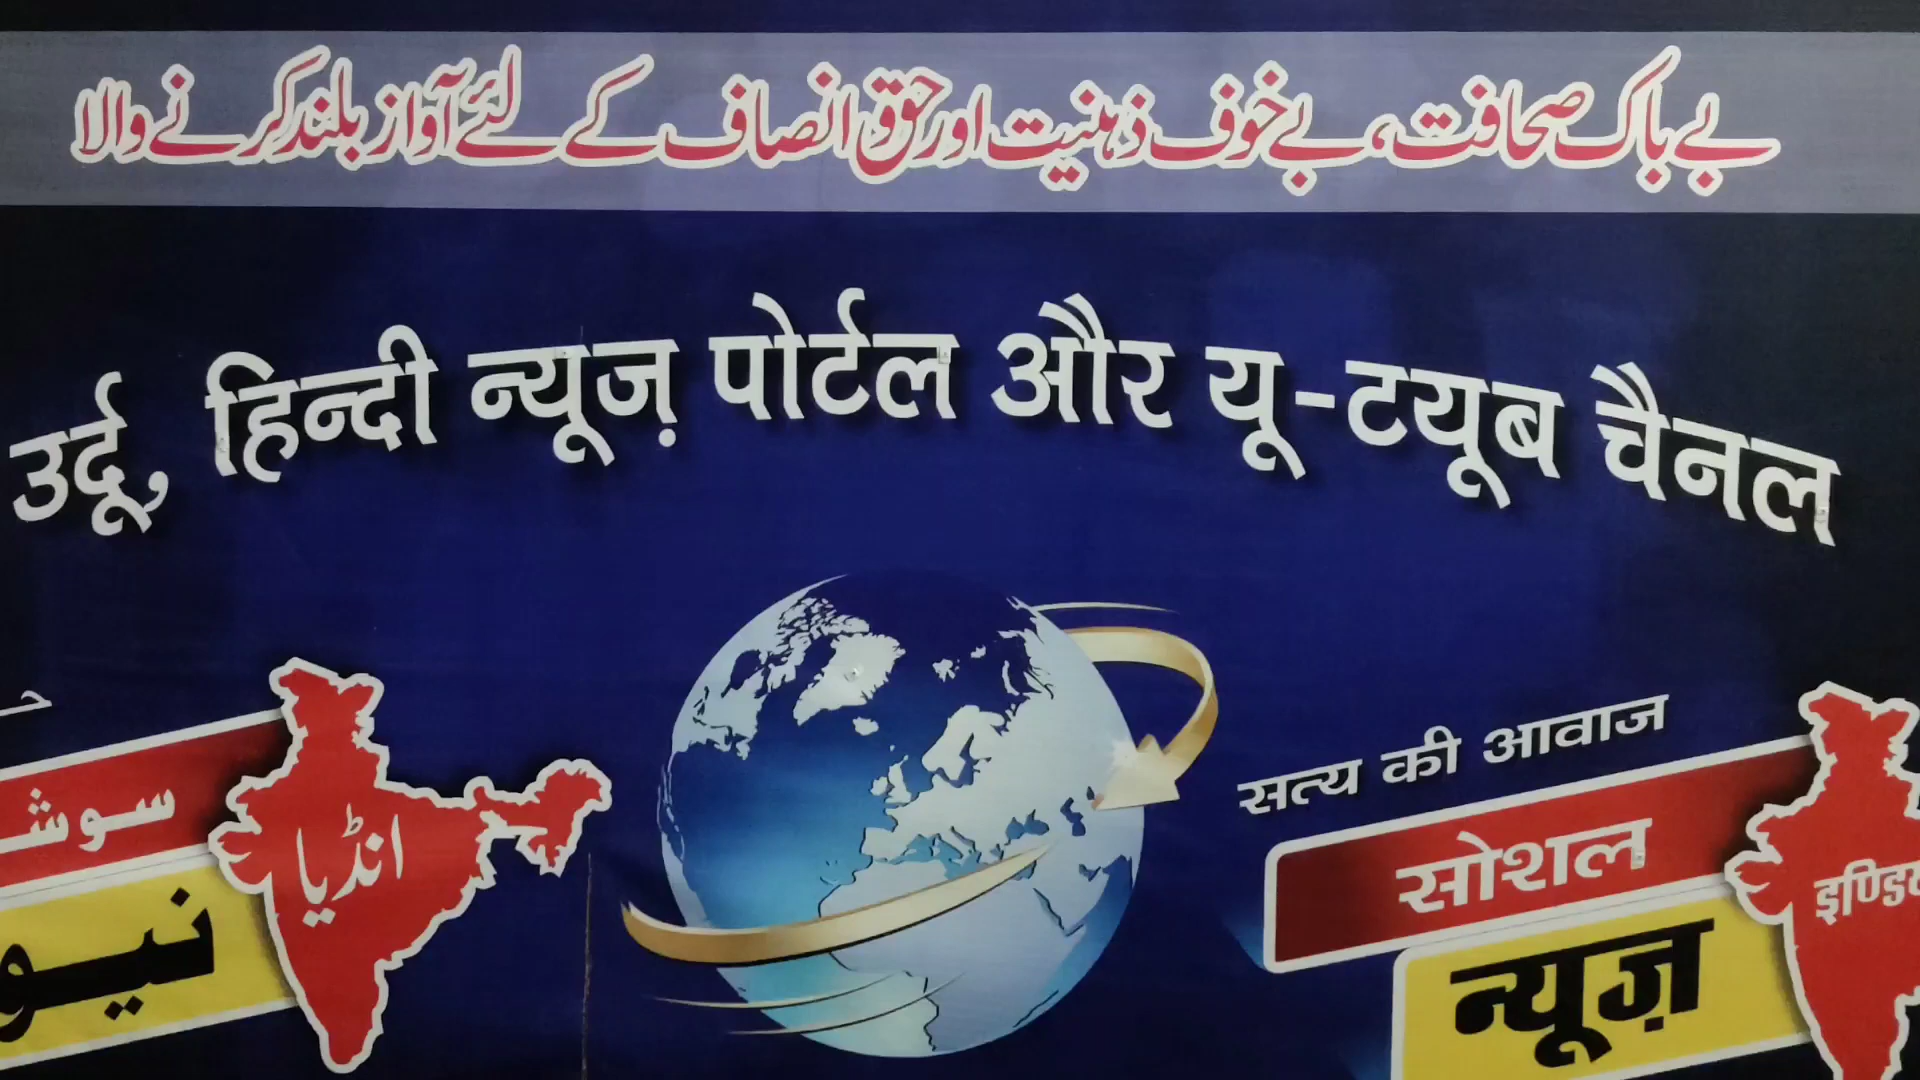 بے باک صحافت، بے خوف ذہنیت اور حق انصاف کے لئے آواز بلند کرنے والا
उर्दू, हिन्दी न्यूज़ पोर्टल और यू-टयूब चैनल
انڈیا
सत्य की आवाज
सोशल
न्यूज़